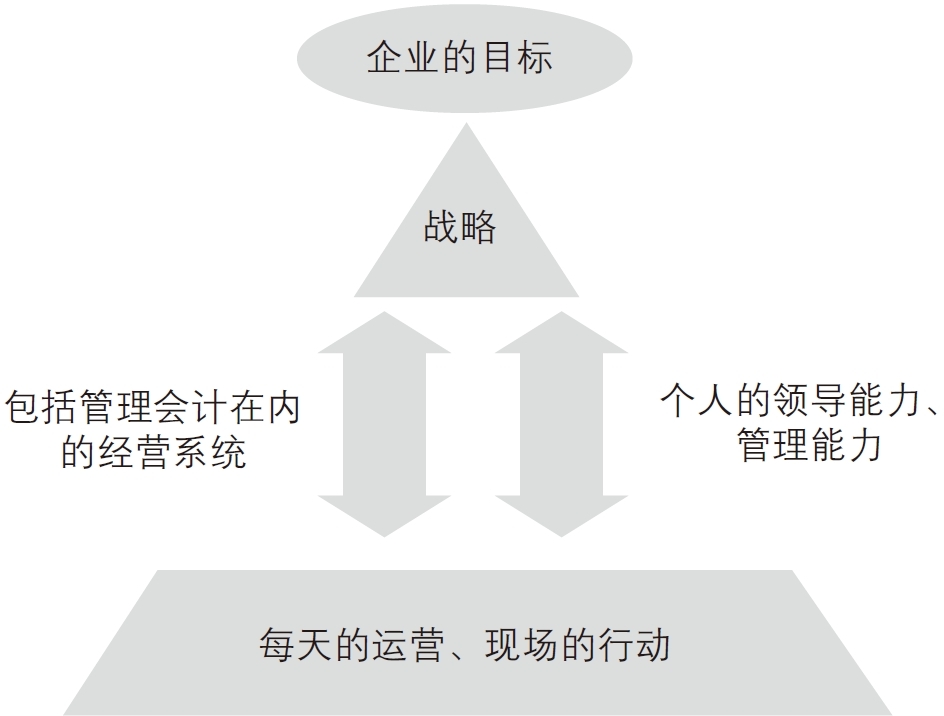 企业的目标
战略
包括管理会计在内
的经营系统
个人的领导能力、
管理能力
每天的运营、现场的行动